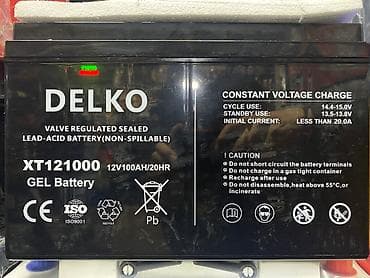 DELKO
VALVE REGULATED SEALED
LEAD-ACID BATTERY(NON-SPILLABLE)
XT121000 12V100AH/20HR
GEL Battery
CE ISO Pb
ISO9001
CONSTANT VOLTAGE CHARGE
CYCLE USE: 14.4-15.0V
STANDBY USE: 13.5-13.8V
INITIAL CURRENT: LESS THAN 20.0A
CAUTION
Do not short circuit the battery terminals
Do not charge in a gas tight container
Recharge after use
Do not disassemble,heat above 55°C,or
incinerate